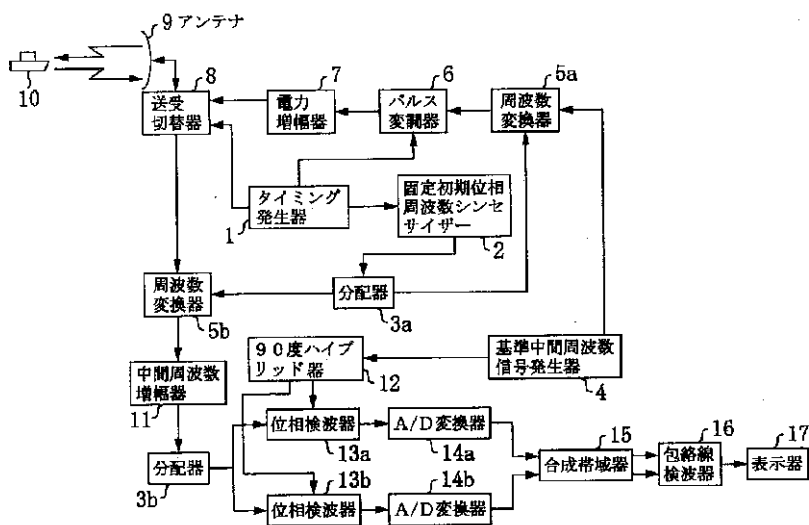 9 アンテナ
10
8
送受
切替器
7
電力
増幅器
6
パルス
変調器
5a
周波数
変換器
タイミング
発生器
1
固定初期位相
周波数シンセ
サイザー
2
周波数
変換器
5b
分配器
3a
90度ハイブ
リッド器
12
基準中間周波数
信号発生器
4
中間周波数
増幅器
11
分配器
3b
位相検波器
13a
A/D変換器
14a
13b
位相検波器
14b
A/D変換器
15
合成帯域器
16
包絡線
検波器
17
表示器